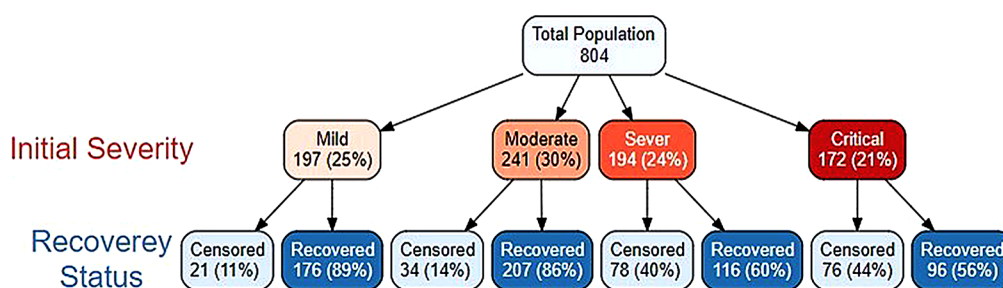 Total Population
804
Initial Severity
Mild
197 (25%)
Moderate
241 (30%)
Sever
194 (24%)
Critical
172 (21%)
Recoverey
Status
Censored
21 (11%)
Recovered
176 (89%)
Censored
34 (14%)
Recovered
207 (86%)
Censored
78 (40%)
Recovered
116 (60%)
Censored
76 (44%)
Recovered
96 (56%)